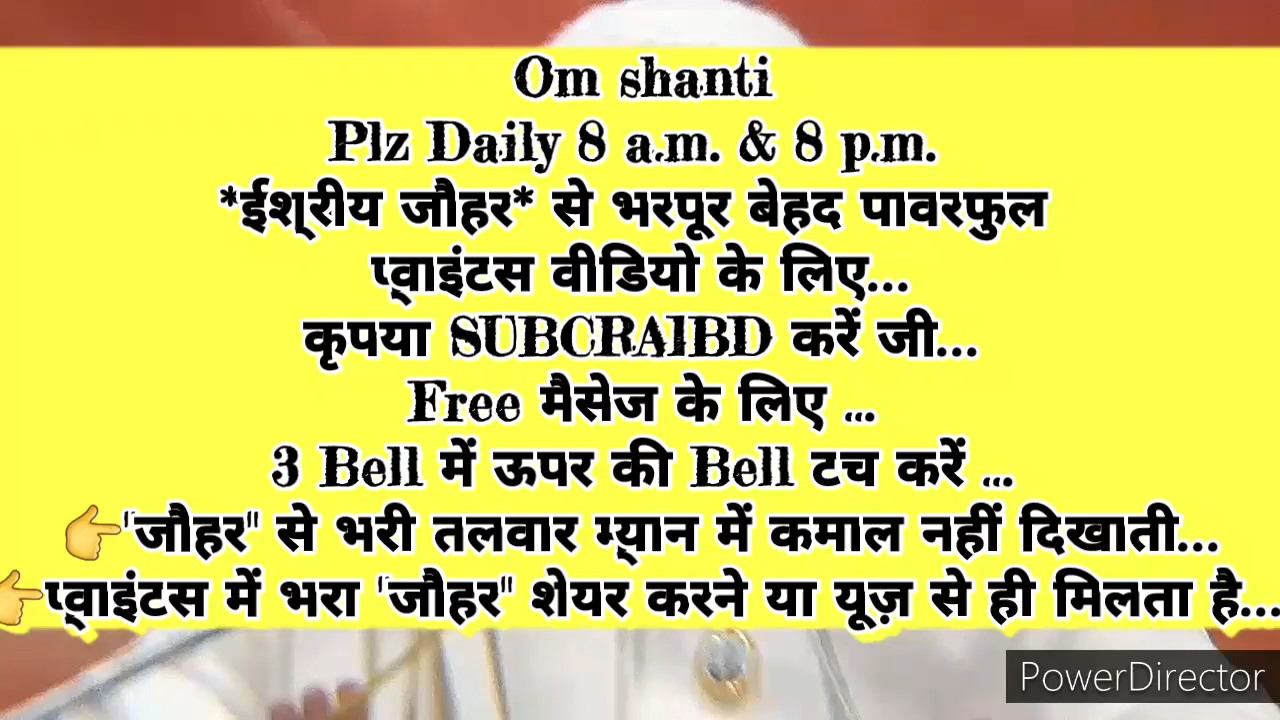 Om shanti
Plz Daily 8 a.m. & 8 p.m.
*ईश्रीय जौहर* से भरपूर बेहद पावरफुल
प्वाइंटस वीडियो के लिए...
कृपया SUBCRAIBD करें जी...
Free मैसेज के लिए ...
3 Bell में ऊपर की Bell टच करें ...
👉"जौहर" से भरी तलवार म्यान में कमाल नहीं दिखाती...
👉प्वाइंटस में भरा "जौहर" शेयर करने या यूज़ से ही मिलता है...
PowerDirector